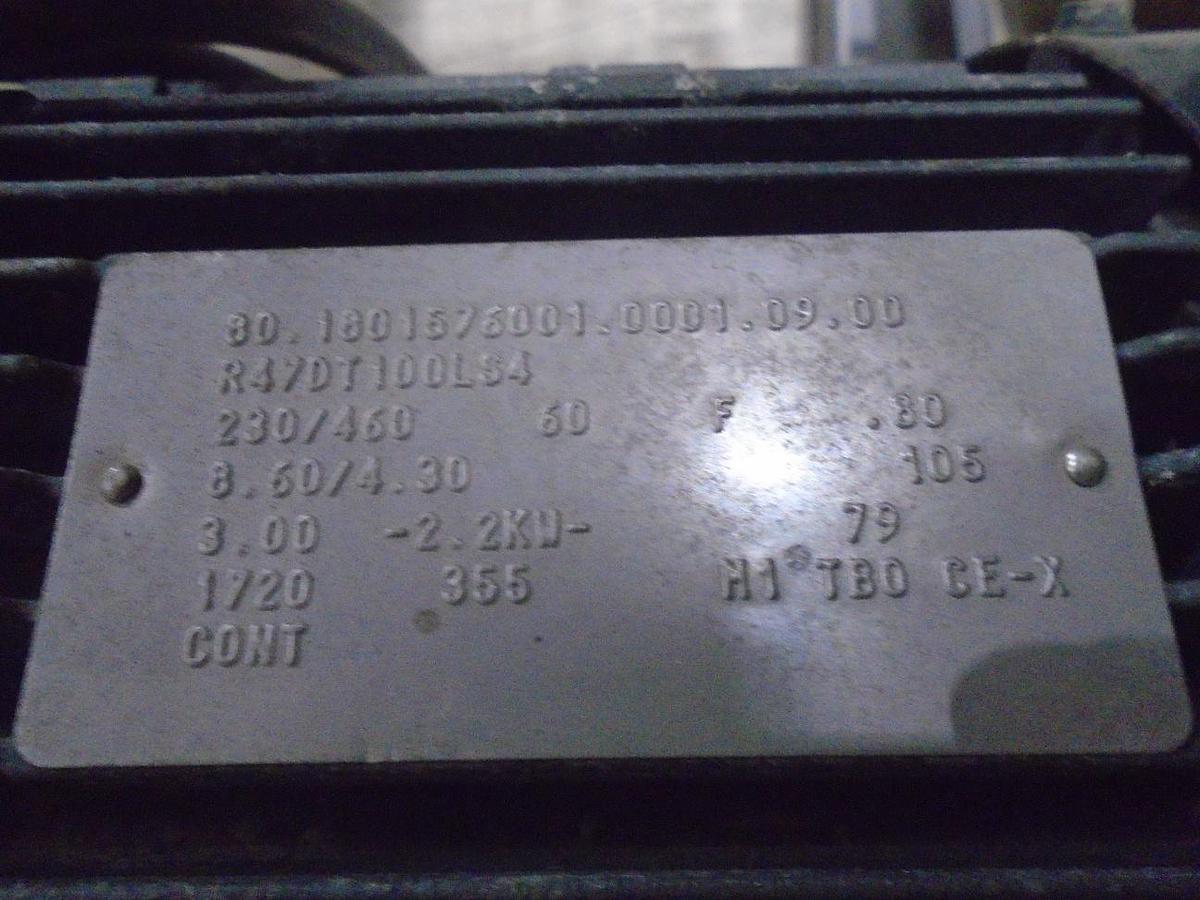 80.1801576001.0001.09.00
R47DT100LS4
230/460 60 F .80
8.60/4.30 105
3.00 -2.2KW- 79
1720 355 M1 TBO CE-X
CONT